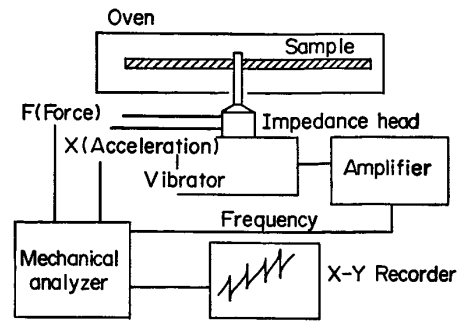 Oven
Sample
F(Force)
Impedance head
X(Acceleration)
Vibrator
Amplifier
Frequency
Mechanical
analyzer
X-Y Recorder